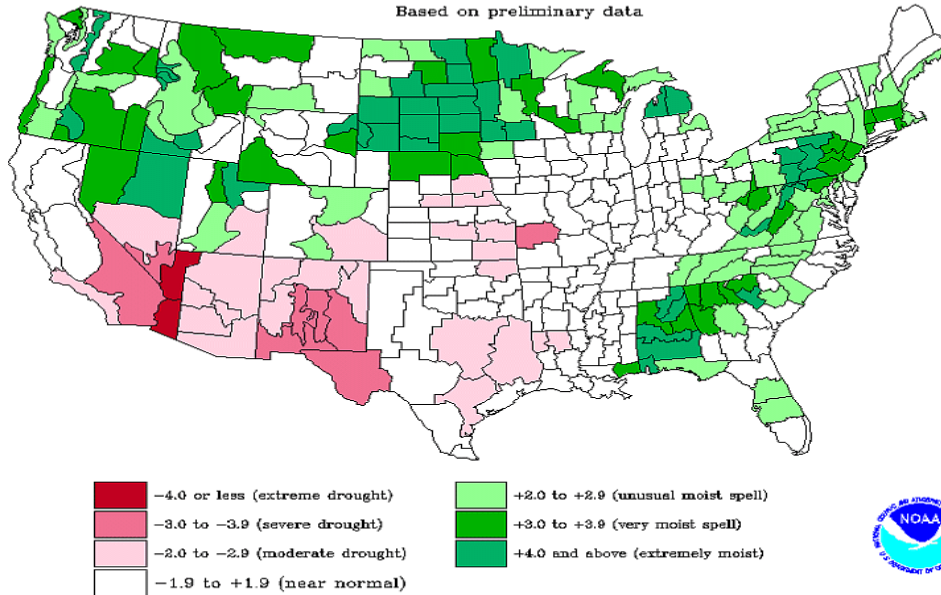 Based on preliminary data
-4.0 or less (extreme drought)
-3.0 to -3.9 (severe drought)
-2.0 to -2.9 (moderate drought)
-1.9 to +1.9 (near normal)
+2.0 to +2.9 (unusual moist spell)
+3.0 to +3.9 (very moist spell)
+4.0 and above (extremely moist)
NOAA